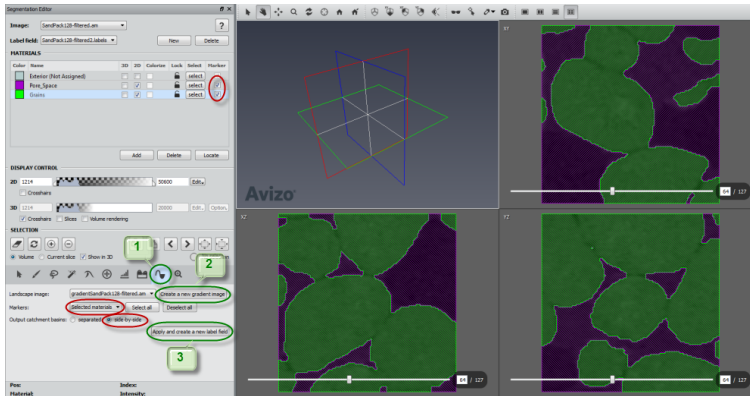 Segmentation Editor
Image: SandPack128-filtered.am ?
Label field: SandPack128-filtered2.labels New Delete
MATERIALS
Color Name 3D 2D Colorize Lock Select Marker
Exterior (Not Assigned) select
Pore_Space select
Grains select
Add Delete Locate
DISPLAY CONTROL
2D 1214 50600 Edit...
Crosshairs
3D 1214 20000 Edit... Option...
Crosshairs Slices Volume rendering
SELECTION
Volume Current slice Show in 3D
1
2
Landscape image: gradientSandPack128-filtered.am Create a new gradient image
Markers: Selected materials Select all Deselect all
Output catchment basins: separated side by side
Apply and create a new label field
3
Pos: Index:
Material: Intensity:
Avizo
XY
64 / 127
XZ
64 / 127
YZ
64 / 127